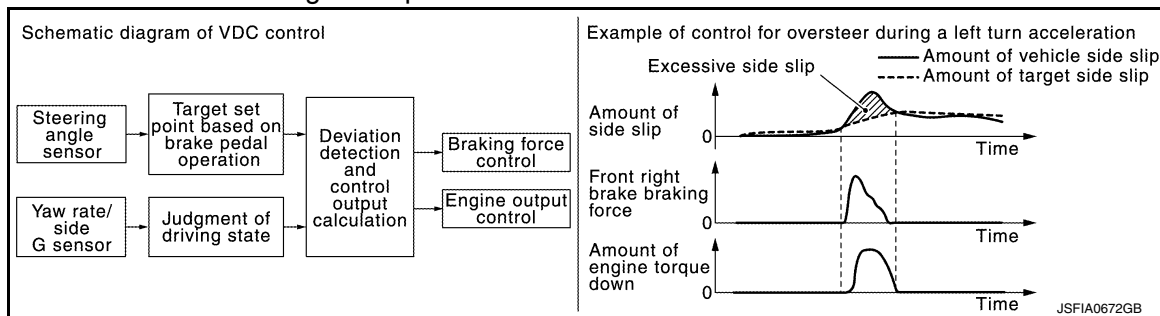 Schematic diagram of VDC control
Steering
angle
sensor
Target set
point based on
brake pedal
operation
Yaw rate/
side
G sensor
Judgment of
driving state
Deviation
detection
and
control
output
calculation
Braking force
control
Engine output
control
Example of control for oversteer during a left turn acceleration
Amount of vehicle side slip
Amount of target side slip
Excessive side slip
Amount of
side slip
0
Time
Front right
brake braking
force
0
Time
Amount of
engine torque
down
0
Time
JSFIA0672GB